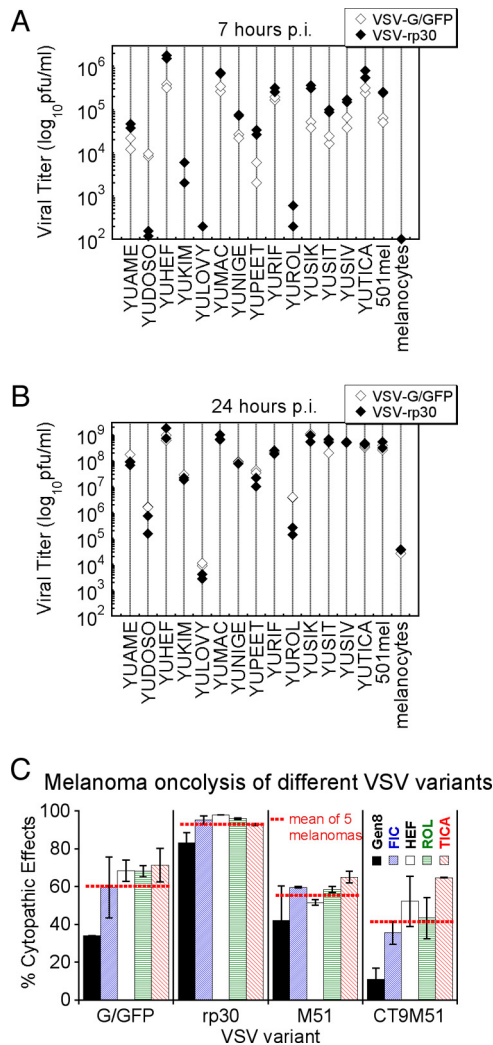 A
7 hours p.i.
VSV-G/GFP
VSV-rp30
Viral Titer (log10pfu/ml)
10^6
10^5
10^4
10^3
10^2
YUAME
YUDOSO
YUHEF
YUKIM
YULOVY
YUMAC
YUNIGE
YUPEET
YURIF
YUROL
YUSIK
YUSIT
YUSIV
YUTICA
501mel
melanocytes
B
24 hours p.i.
VSV-G/GFP
VSV-rp30
Viral Titer (log10pfu/ml)
10^9
10^8
10^7
10^6
10^5
10^4
10^3
10^2
YUAME
YUDOSO
YUHEF
YUKIM
YULOVY
YUMAC
YUNIGE
YUPEET
YURIF
YUROL
YUSIK
YUSIT
YUSIV
YUTICA
501mel
melanocytes
C
Melanoma oncolysis of different VSV variants
% Cytopathic Effects
100
80
60
40
20
0
mean of 5
melanomas
Gen8
FIC
HEF
ROL
TICA
G/GFP
rp30
M51
CT9M51
VSV variant